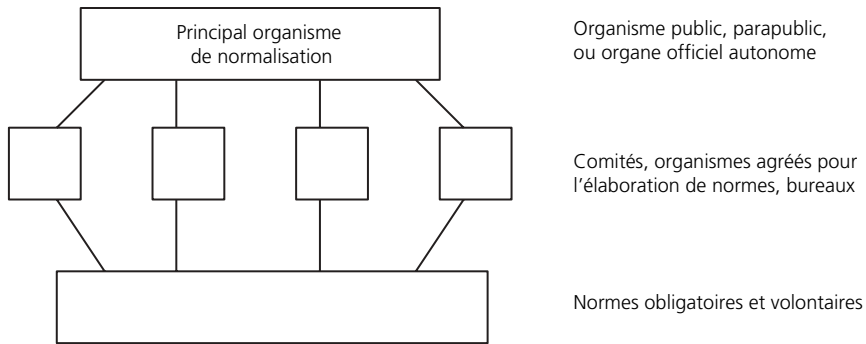 Principal organisme
de normalisation
Organisme public, parapublic,
ou organe officiel autonome
Comités, organismes agréés pour
l'élaboration de normes, bureaux
Normes obligatoires et volontaires